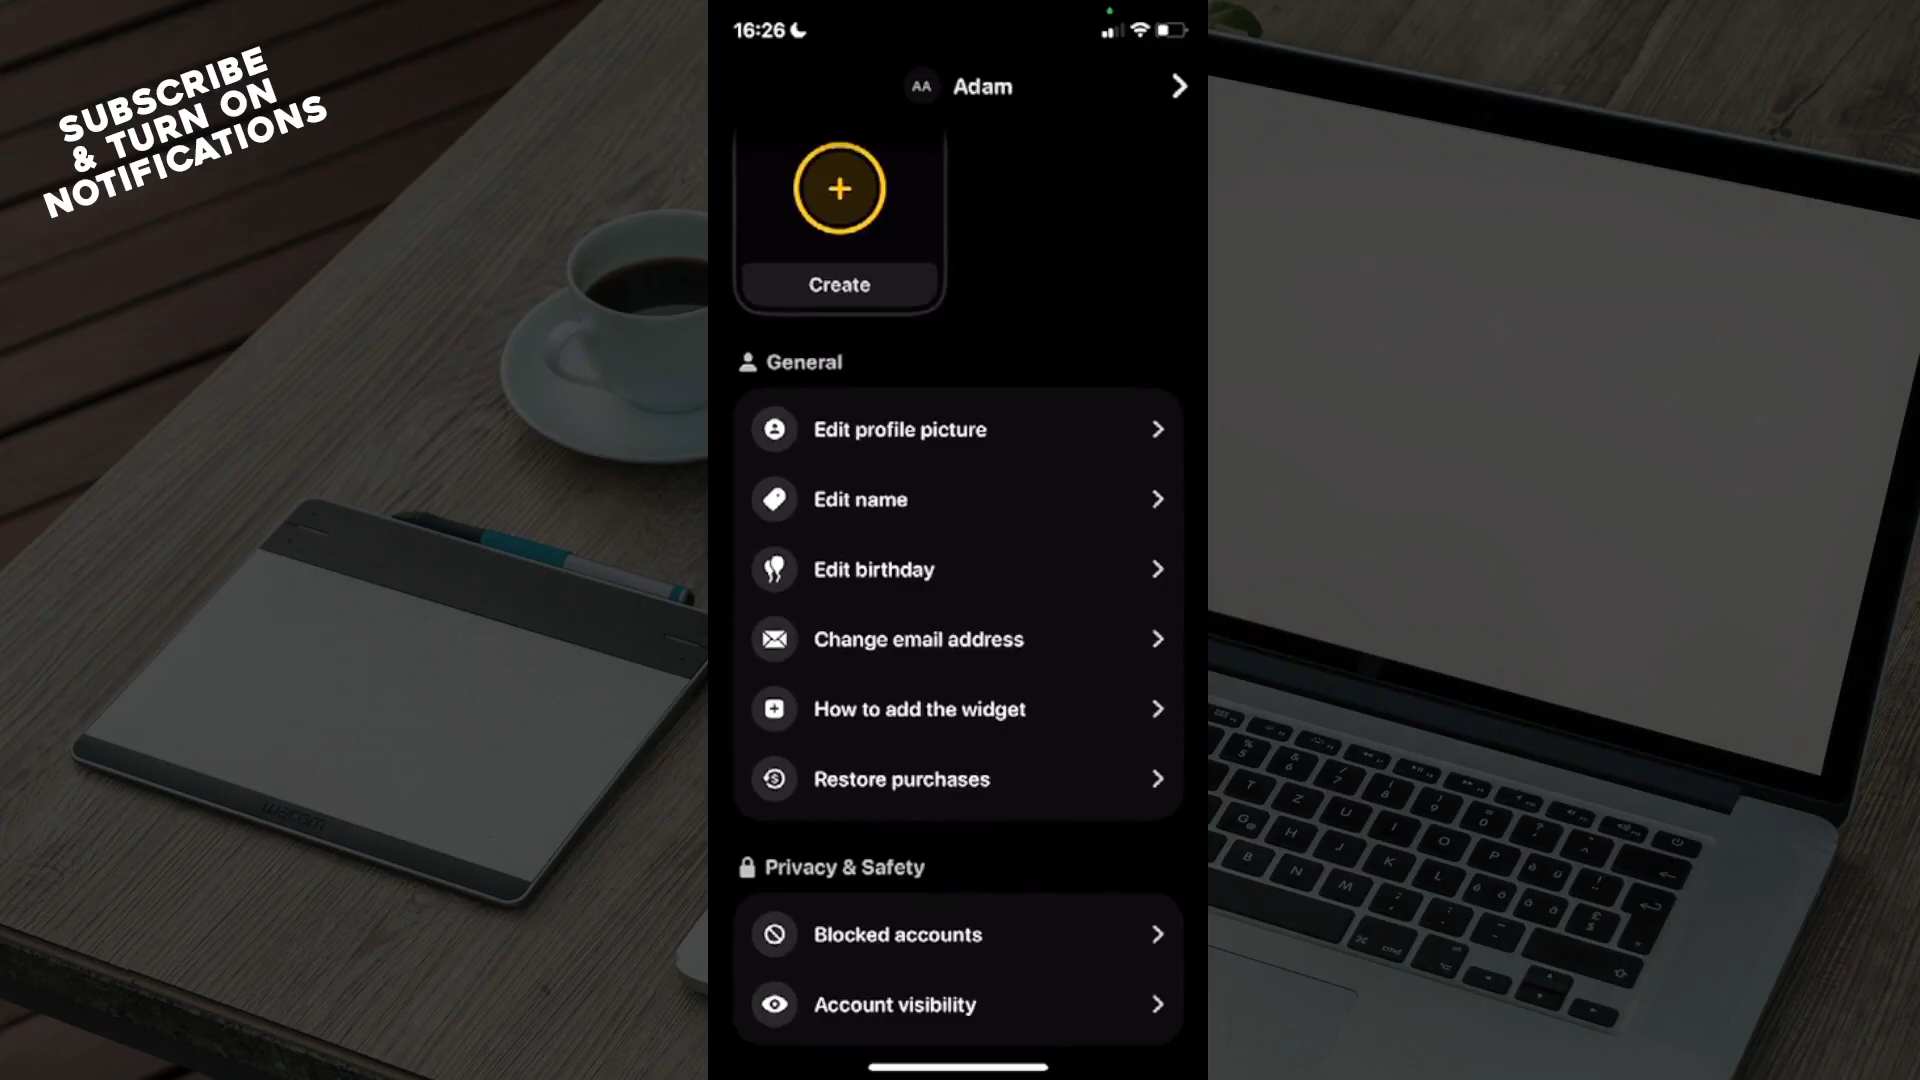 SUBSCRIBE
& TURN ON
NOTIFICATIONS
16:26
AA Adam
Create
General
Edit profile picture
Edit name
Edit birthday
Change email address
How to add the widget
Restore purchases
Privacy & Safety
Blocked accounts
Account visibility
wacom